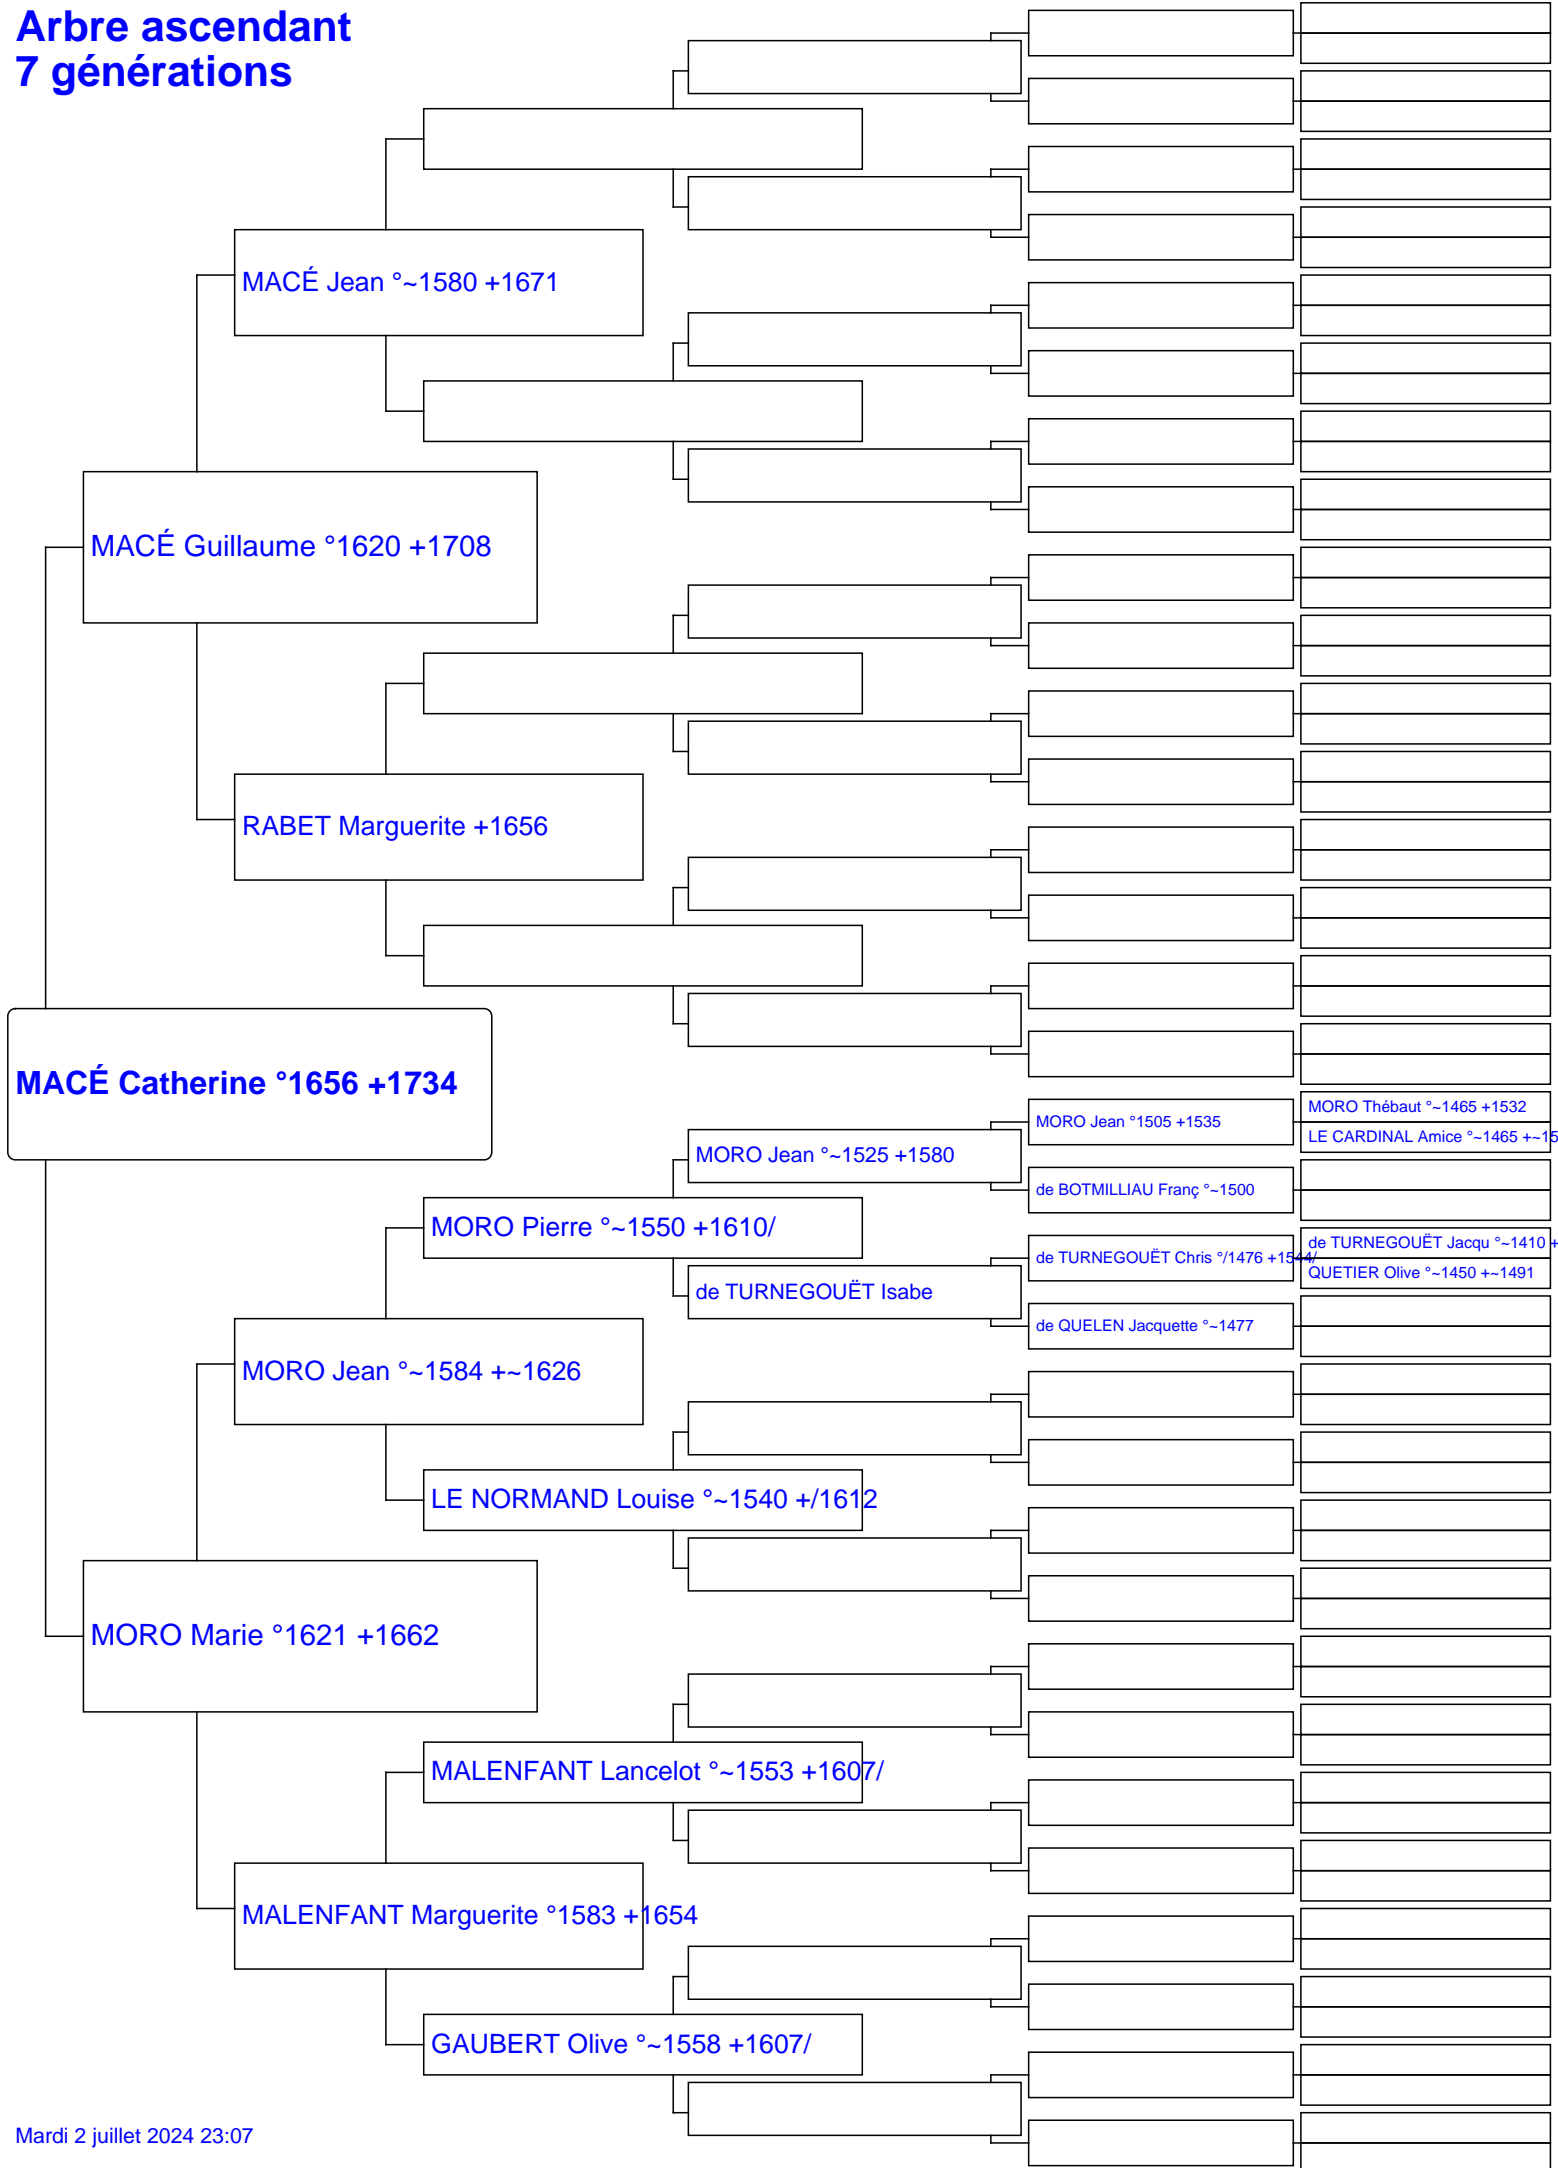 Arbre ascendant
7 générations
MACÉ Jean °~1580 +1671
MACÉ Guillaume °1620 +1708
RABET Marguerite +1656
MACÉ Catherine °1656 +1734
MORO Thébaut °~1465 +1532
MORO Jean °1505 +1535
LE CARDINAL Amice °~1465 +~15
MORO Jean °~1525 +1580
de BOTMILLIAU Franç °~1500
MORO Pierre °~1550 +1610/
de TURNEGOUËT Jacqu °~1410 +
de TURNEGOUËT Chris °/1476 +1544/
QUETIER Olive °~1450 +~1491
de TURNEGOUËT Isabe
de QUELEN Jacquette °~1477
MORO Jean °~1584 +~1626
LE NORMAND Louise °~1540 +/1612
MORO Marie °1621 +1662
MALENFANT Lancelot °~1553 +1607/
MALENFANT Marguerite °1583 +1654
GAUBERT Olive °~1558 +1607/
Mardi 2 juillet 2024 23:07